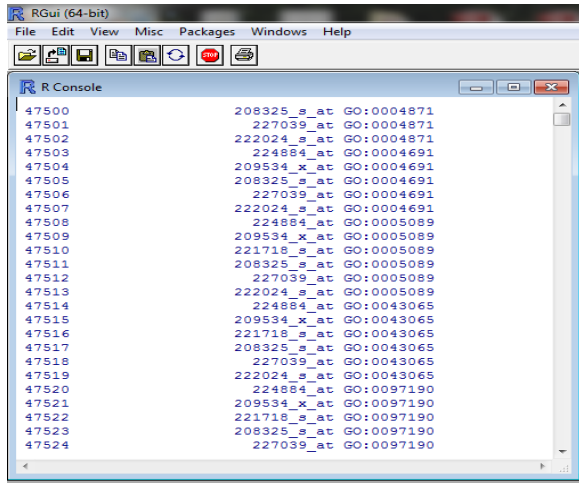 RGui (64-bit)
File Edit View Misc Packages Windows Help
STOP
R Console
47500 208325_s_at GO:0004871
47501 227039_at GO:0004871
47502 222024_s_at GO:0004871
47503 224884_at GO:0004691
47504 209534_x_at GO:0004691
47505 208325_s_at GO:0004691
47506 227039_at GO:0004691
47507 222024_s_at GO:0004691
47508 224884_at GO:0005089
47509 209534_x_at GO:0005089
47510 221718_s_at GO:0005089
47511 208325_s_at GO:0005089
47512 227039_at GO:0005089
47513 222024_s_at GO:0005089
47514 224884_at GO:0043065
47515 209534_x_at GO:0043065
47516 221718_s_at GO:0043065
47517 208325_s_at GO:0043065
47518 227039_at GO:0043065
47519 222024_s_at GO:0043065
47520 224884_at GO:0097190
47521 209534_x_at GO:0097190
47522 221718_s_at GO:0097190
47523 208325_s_at GO:0097190
47524 227039_at GO:0097190